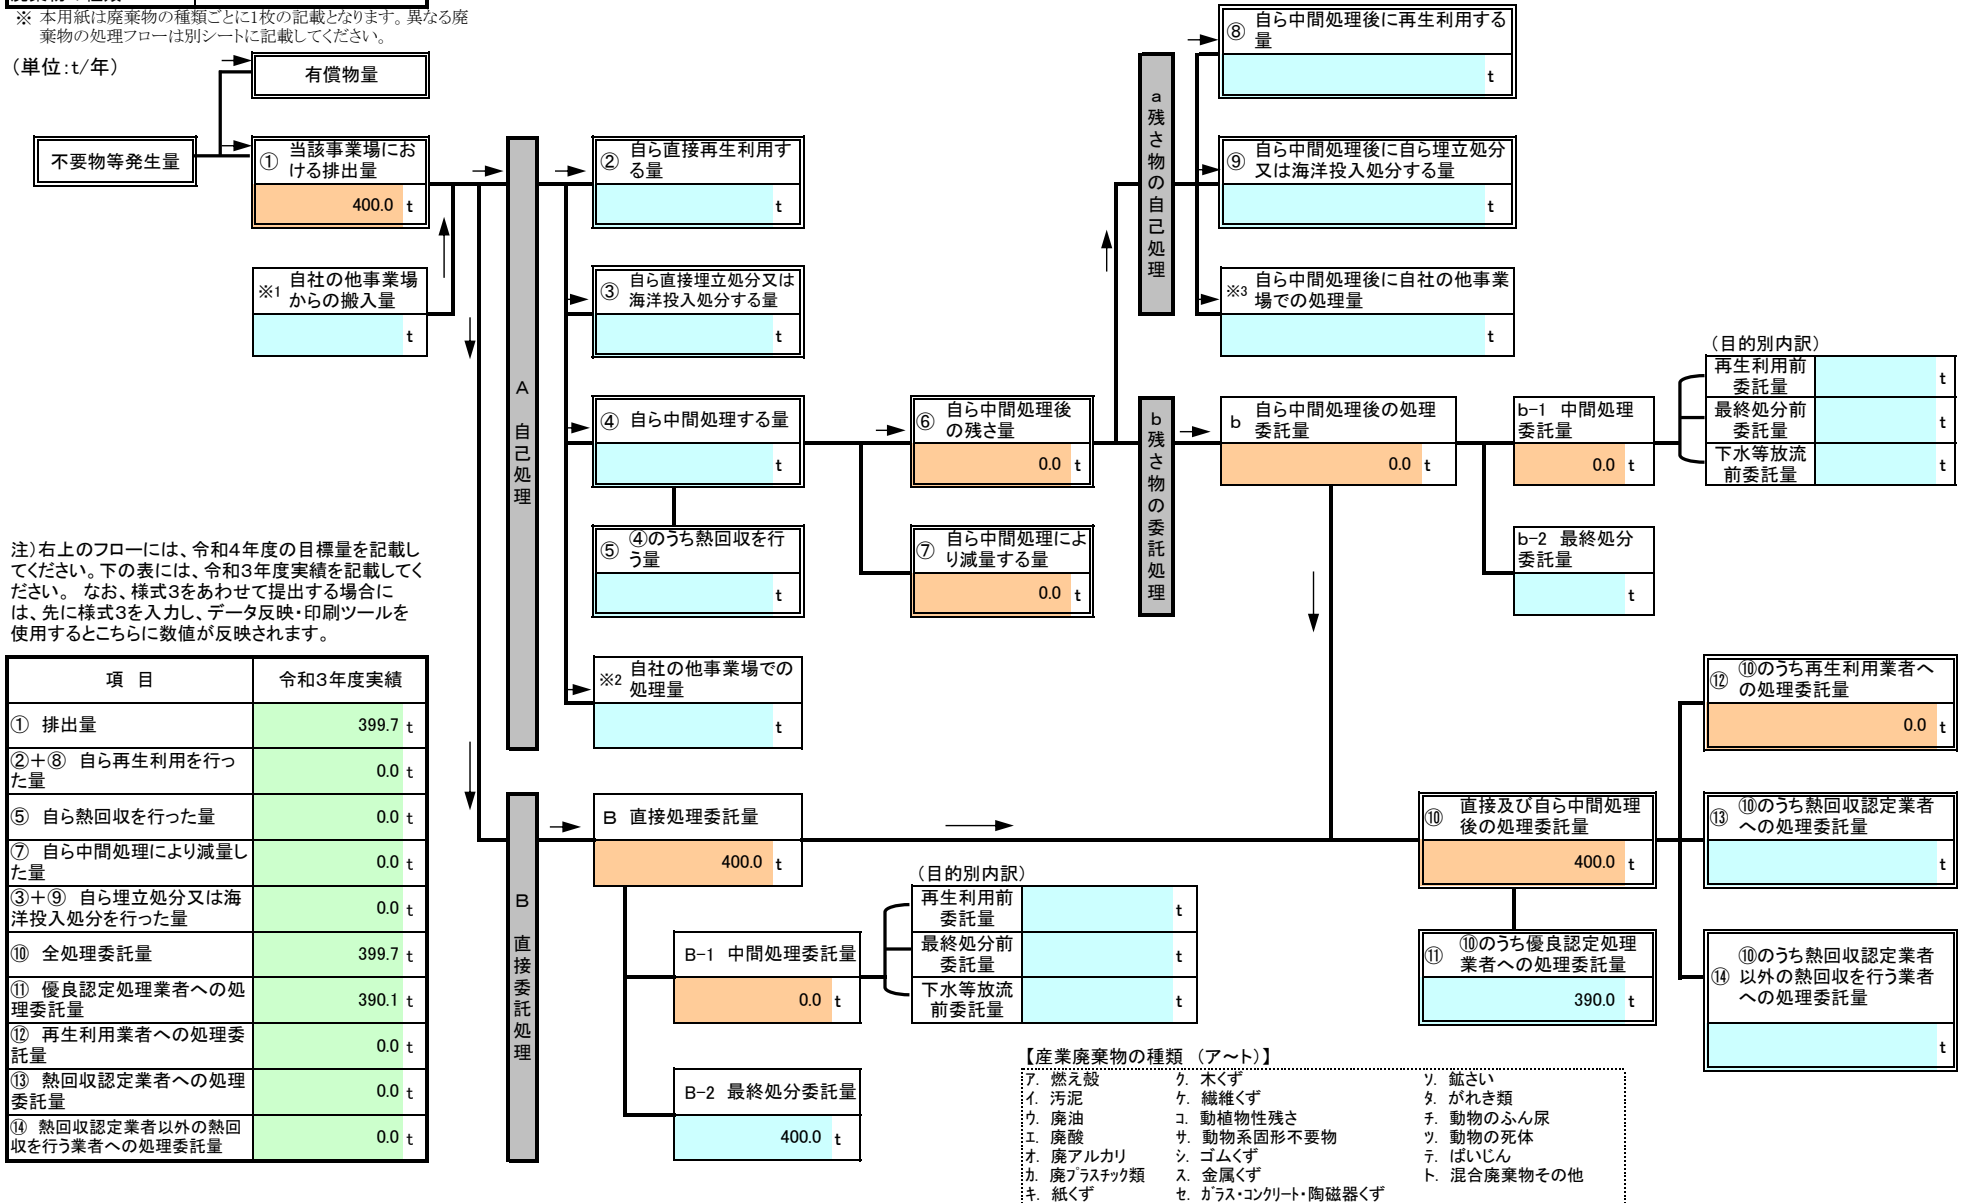 ※ 本用紙は廃棄物の種類ごとに1枚の記載となります。異なる廃
棄物の処理フローは別シートに記載してください。
(単位:t/年)
有償物量
不要物等発生量
① 当該事業場にお
ける排出量
400.0 t
※1 自社の他事業場
からの搬入量
t
A 自己処理
② 自ら直接再生利用す
る量
t
③ 自ら直接埋立処分又は
海洋投入処分する量
t
④ 自ら中間処理する量
t
⑤ ④のうち熱回収を行
う量
t
※2 自社の他事業場での
処理量
t
⑥ 自ら中間処理後
の残さ量
0.0 t
⑦ 自ら中間処理によ
り減量する量
0.0 t
a 残さ物の自己処理
⑧ 自ら中間処理後に再生利用する
量
t
⑨ 自ら中間処理後に自ら埋立処分
又は海洋投入処分する量
t
※3 自ら中間処理後に自社の他事業
場での処理量
t
b 残さ物の委託処理
b 自ら中間処理後の処理
委託量
0.0 t
b-1 中間処理
委託量
0.0 t
(目的別内訳)
再生利用前
委託量
t
最終処分前
委託量
t
下水等放流
前委託量
t
b-2 最終処分
委託量
t
注)右上のフローには、令和4年度の目標量を記載し
てください。下の表には、令和3年度実績を記載してく
ださい。 なお、様式3をあわせて提出する場合に
は、先に様式3を入力し、データ反映・印刷ツールを
使用するとこちらに数値が反映されます。
項 目 令和3年度実績
① 排出量 399.7 t
②+⑧ 自ら再生利用を行っ
た量 0.0 t
⑤ 自ら熱回収を行った量 0.0 t
⑦ 自ら中間処理により減量し
た量 0.0 t
③+⑨ 自ら埋立処分又は海
洋投入処分を行った量 0.0 t
⑩ 全処理委託量 399.7 t
⑪ 優良認定処理業者への処
理委託量 390.1 t
⑫ 再生利用業者への処理委
託量 0.0 t
⑬ 熱回収認定業者への処理
委託量 0.0 t
⑭ 熱回収認定業者以外の熱回
収を行う業者への処理委託量 0.0 t
B 直接委託処理
B 直接処理委託量
400.0 t
B-1 中間処理委託量
0.0 t
(目的別内訳)
再生利用前
委託量
t
最終処分前
委託量
t
下水等放流
前委託量
t
B-2 最終処分委託量
400.0 t
⑩ 直接及び自ら中間処理
後の処理委託量
400.0 t
⑪ ⑩のうち優良認定処理
業者への処理委託量
390.0 t
⑫ ⑩のうち再生利用業者へ
の処理委託量
0.0 t
⑬ ⑩のうち熱回収認定業者
への処理委託量
t
⑭ ⑩のうち熱回収認定業者
以外の熱回収を行う業者
への処理委託量
t
【産業廃棄物の種類 (ア~ト)】
ア. 燃え殻 ク. 木くず ソ. 鉱さい
イ. 汚泥 ケ. 繊維くず タ. がれき類
ウ. 廃油 コ. 動植物性残さ チ. 動物のふん尿
エ. 廃酸 サ. 動物系固形不要物 ツ. 動物の死体
オ. 廃アルカリ シ. ゴムくず テ. ばいじん
カ. 廃プラスチック類 ス. 金属くず ト. 混合廃棄物その他
キ. 紙くず セ. ガラス・コンクリート・陶磁器くず